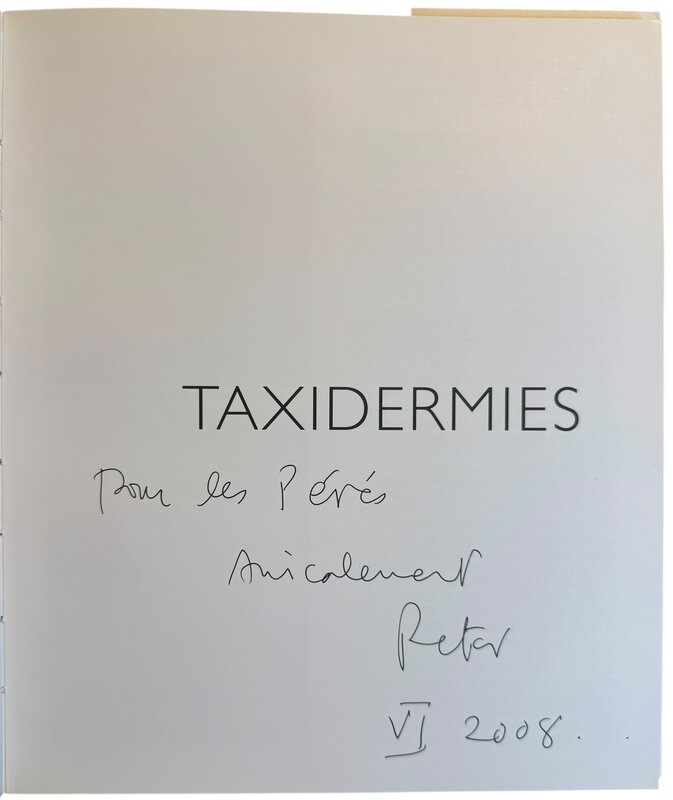 TAXIDERMIES
Pour les Pérés
Amicalement
Peter
VI 2008.